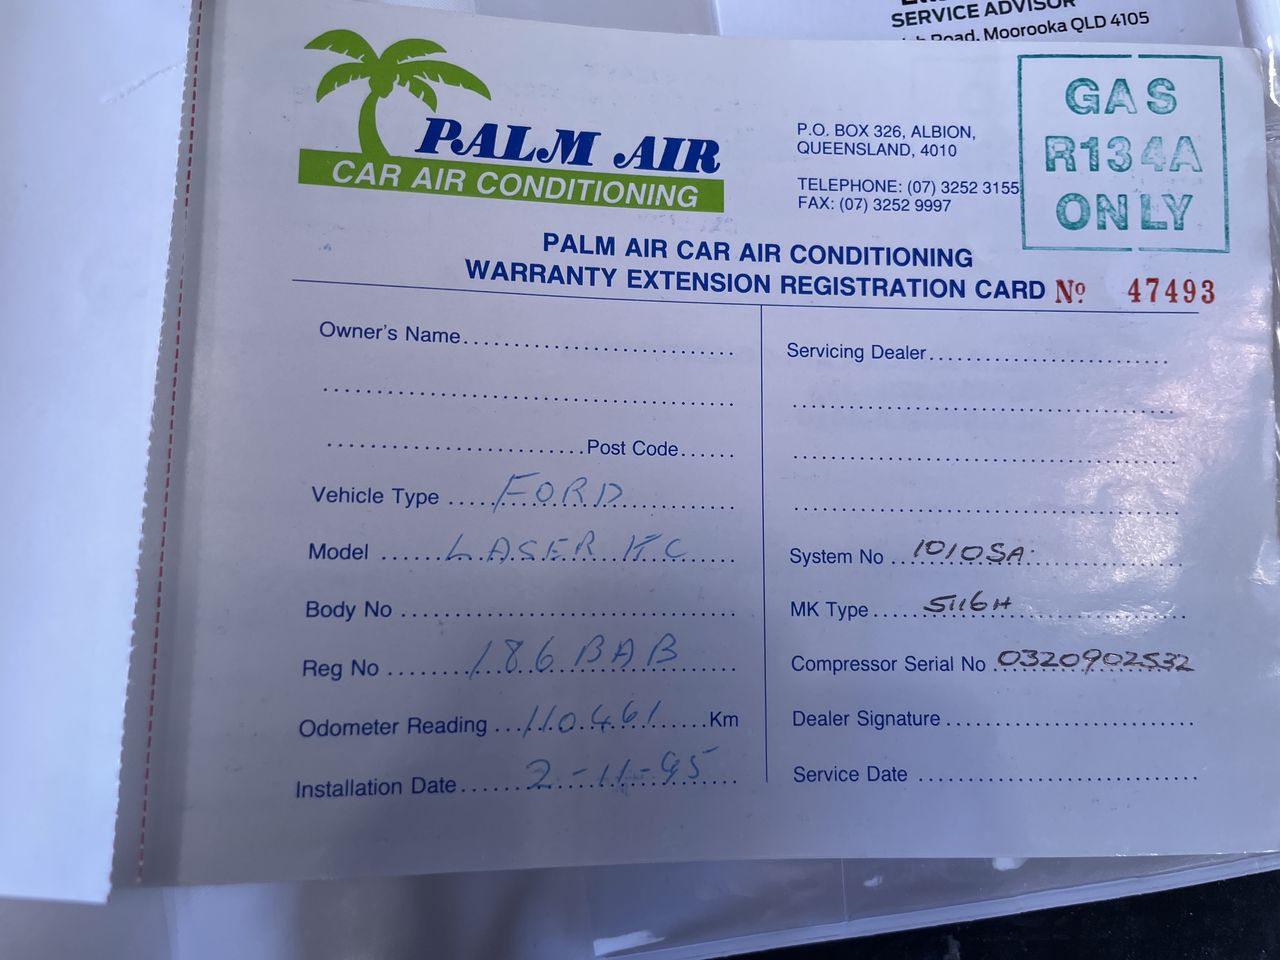 SERVICE ADVISOR
Road, Moorooka QLD 4105
PALM AIR
CAR AIR CONDITIONING
P.O. BOX 326, ALBION,
QUEENSLAND, 4010
TELEPHONE: (07) 3252 3155
FAX: (07) 3252 9997
GAS
R134A
ONLY
PALM AIR CAR AIR CONDITIONING
WARRANTY EXTENSION REGISTRATION CARD Nº 47493
Owner's Name
Post Code
Vehicle Type FORD
Model LASER KC
Body No
Reg No 186 BAB
Odometer Reading 110461 Km
Installation Date 2-11-95
Servicing Dealer
System No 1010SA
MK Type 5116H
Compressor Serial No 0320902532
Dealer Signature
Service Date